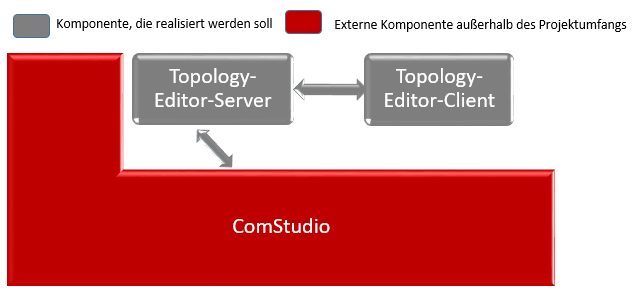 Komponente, die realisiert werden soll
Externe Komponente außerhalb des Projektumfangs
Topology-
Editor-Server
Topology-
Editor-Client
ComStudio